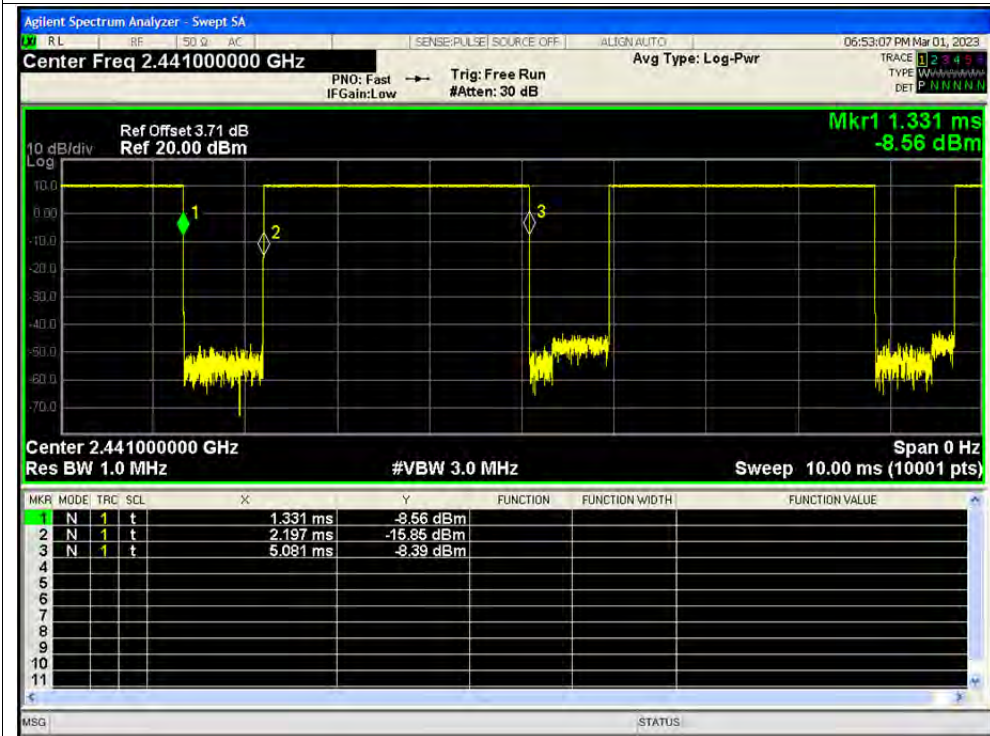 Agilent Spectrum Analyzer - Swept SA
RL RF 50 Ω AC SENSE:PULSE SOURCE OFF ALIGN AUTO 06:53:07 PM Mar 01, 2023
Center Freq 2.441000000 GHz Avg Type: Log-Pwr TRACE 1 2 3 4 5 6
PNO: Fast Trig: Free Run TYPE
IFGain:Low #Atten: 30 dB DET P N N N N N
Mkr1 1.331 ms
-8.56 dBm
Ref Offset 3.71 dB
10 dB/div Ref 20.00 dBm
Log
10.0
0.00
-10.0
-20.0
-30.0
-40.0
-50.0
-60.0
-70.0
1
2
3
Center 2.441000000 GHz Span 0 Hz
Res BW 1.0 MHz #VBW 3.0 MHz Sweep 10.00 ms (10001 pts)
MKR MODE TRC SCL X Y FUNCTION FUNCTION WIDTH FUNCTION VALUE
1 N 1 t 1.331 ms -8.56 dBm
2 N 1 t 2.197 ms -15.85 dBm
3 N 1 t 5.081 ms -8.39 dBm
4
5
6
7
8
9
10
11
MSG STATUS